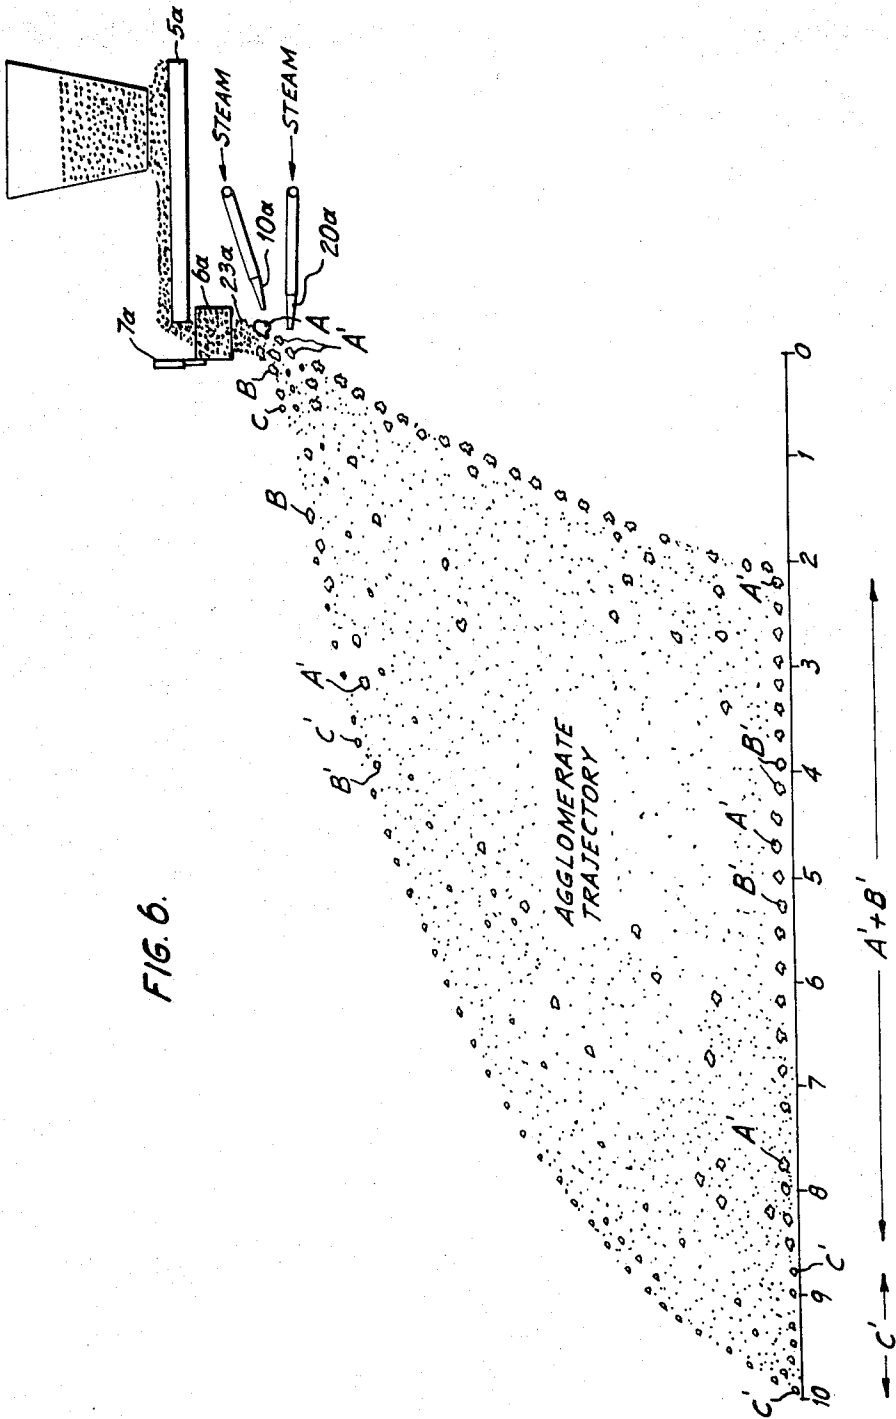 FIG. 6.
5a
STEAM
STEAM
7a
6a
23a
10a
20a
A
A'
B
C
B
A'
C'
B'
AGGLOMERATE
TRAJECTORY
A'
B'
A'
B'
A'
C'
C'
0
1
2
3
4
5
6
7
8
9
10
A'+B'
C'